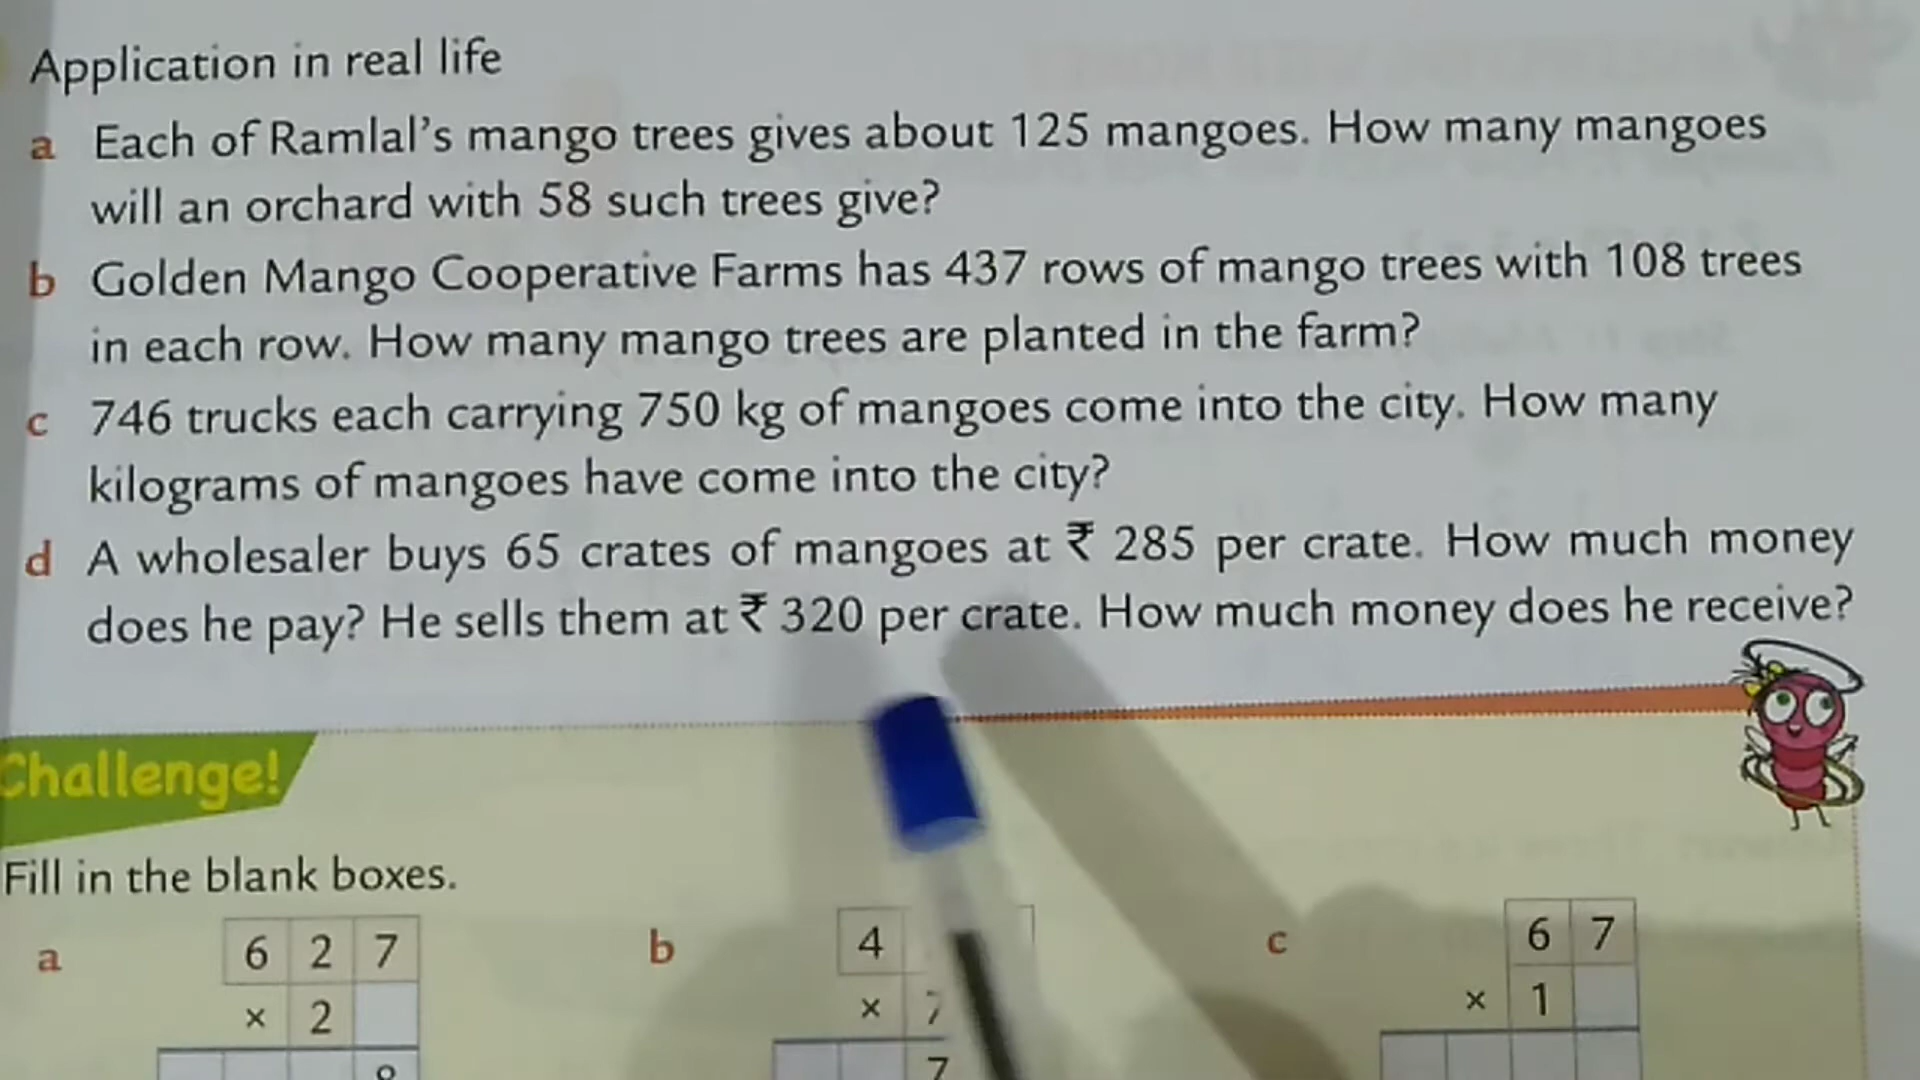 Application in real life
a Each of Ramlal's mango trees gives about 125 mangoes. How many mangoes
will an orchard with 58 such trees give?
b Golden Mango Cooperative Farms has 437 rows of mango trees with 108 trees
in each row. How many mango trees are planted in the farm?
c 746 trucks each carrying 750 kg of mangoes come into the city. How many
kilograms of mangoes have come into the city?
d A wholesaler buys 65 crates of mangoes at ₹ 285 per crate. How much money
does he pay? He sells them at ₹ 320 per crate. How much money does he receive?
Challenge!
Fill in the blank boxes.
a 6 2 7 b 4 c 6 7
× 2 × 7 × 1
7